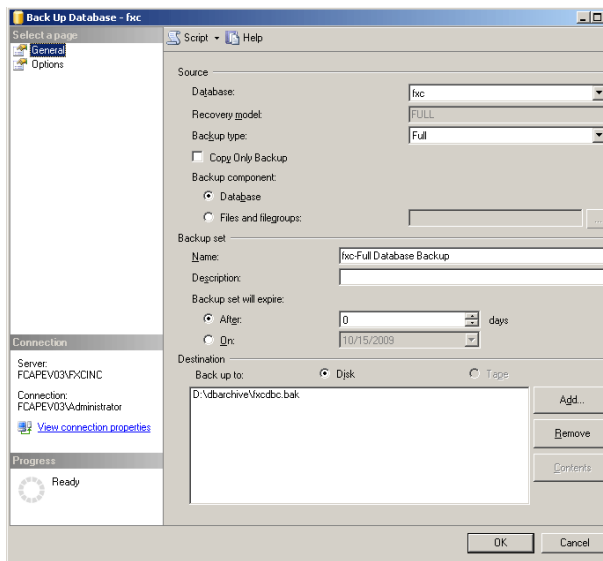 Back Up Database - fxc
Select a page
General
Options
Script
Help
Source
Database:
fxc
Recovery model:
FULL
Backup type:
Full
Copy Only Backup
Backup component:
Database
Files and filegroups:
...
Backup set
Name:
fxc-Full Database Backup
Description:
Backup set will expire:
After:
0
days
On:
10/15/2009
Destination
Back up to:
Disk
Tape
D:\dbarchive\fxcdbc.bak
Add...
Remove
Contents
Connection
Server:
FCAPEV03\FXCINC
Connection:
FCAPEV03\Administrator
View connection properties
Progress
Ready
OK
Cancel